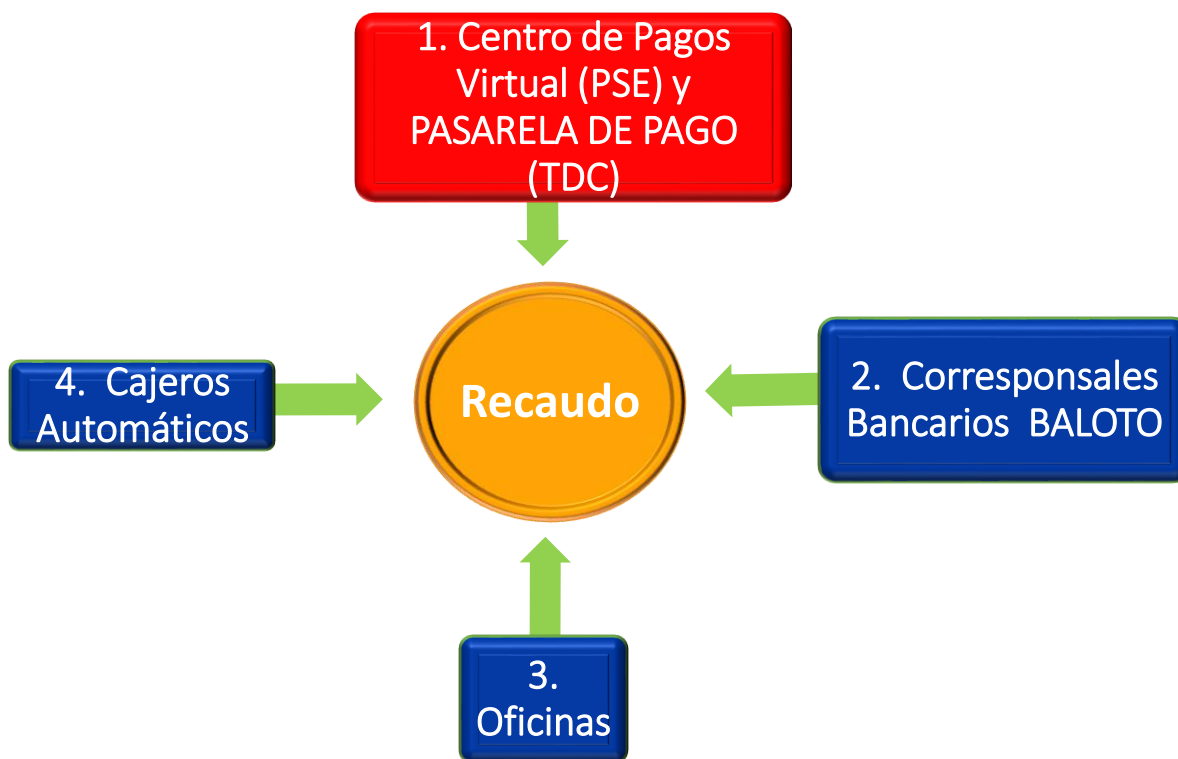 1. Centro de Pagos
Virtual (PSE) y
PASARELA DE PAGO
(TDC)
Recaudo
2. Corresponsales
Bancarios BALOTO
4. Cajeros
Automáticos
3.
Oficinas